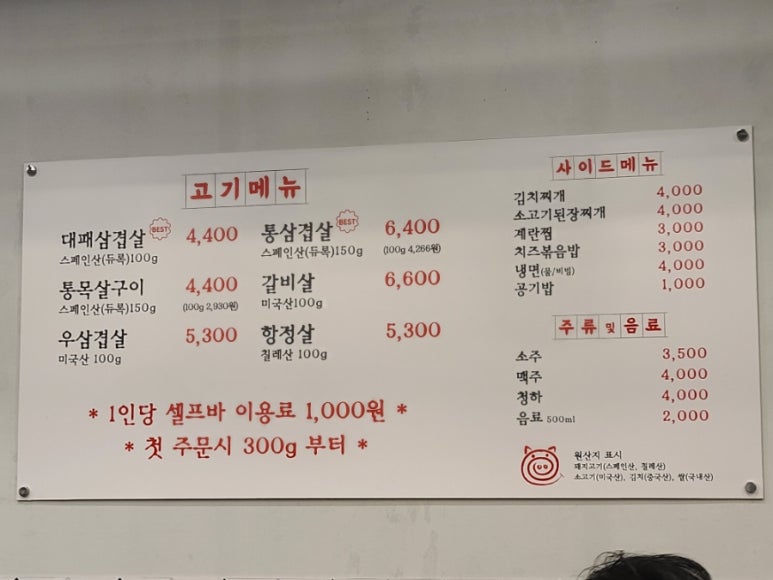 고기메뉴
대패삼겹살 BEST 4,400
스페인산(듀록)100g
통삼겹살 BEST 6,400
스페인산(듀록)150g (100g 4,266원)
통목살구이 4,400
스페인산(듀록)150g (100g 2,930원)
갈비살 6,600
미국산100g
우삼겹살 5,300
미국산 100g
항정살 5,300
칠레산 100g
* 1인당 셀프바 이용료 1,000원 *
* 첫 주문시 300g 부터 *
사이드메뉴
김치찌개 4,000
소고기된장찌개 4,000
계란찜 3,000
치즈볶음밥 3,000
냉면(물/비빔) 4,000
공기밥 1,000
주류 및 음료
소주 3,500
맥주 4,000
청하 4,000
음료 500ml 2,000
원산지 표시
돼지고기(스페인산, 칠레산)
소고기(미국산), 김치(중국산), 쌀(국내산)